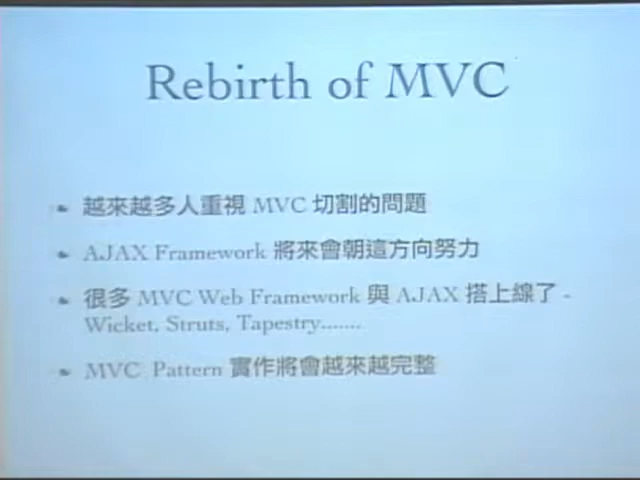 Rebirth of MVC
越來越多人重視 MVC 切割的問題
AJAX Framework 將來會朝這方向努力
很多 MVC Web Framework 與 AJAX 搭上線了 -
Wicket, Struts, Tapestry.......
MVC Pattern 實作將會越來越完整